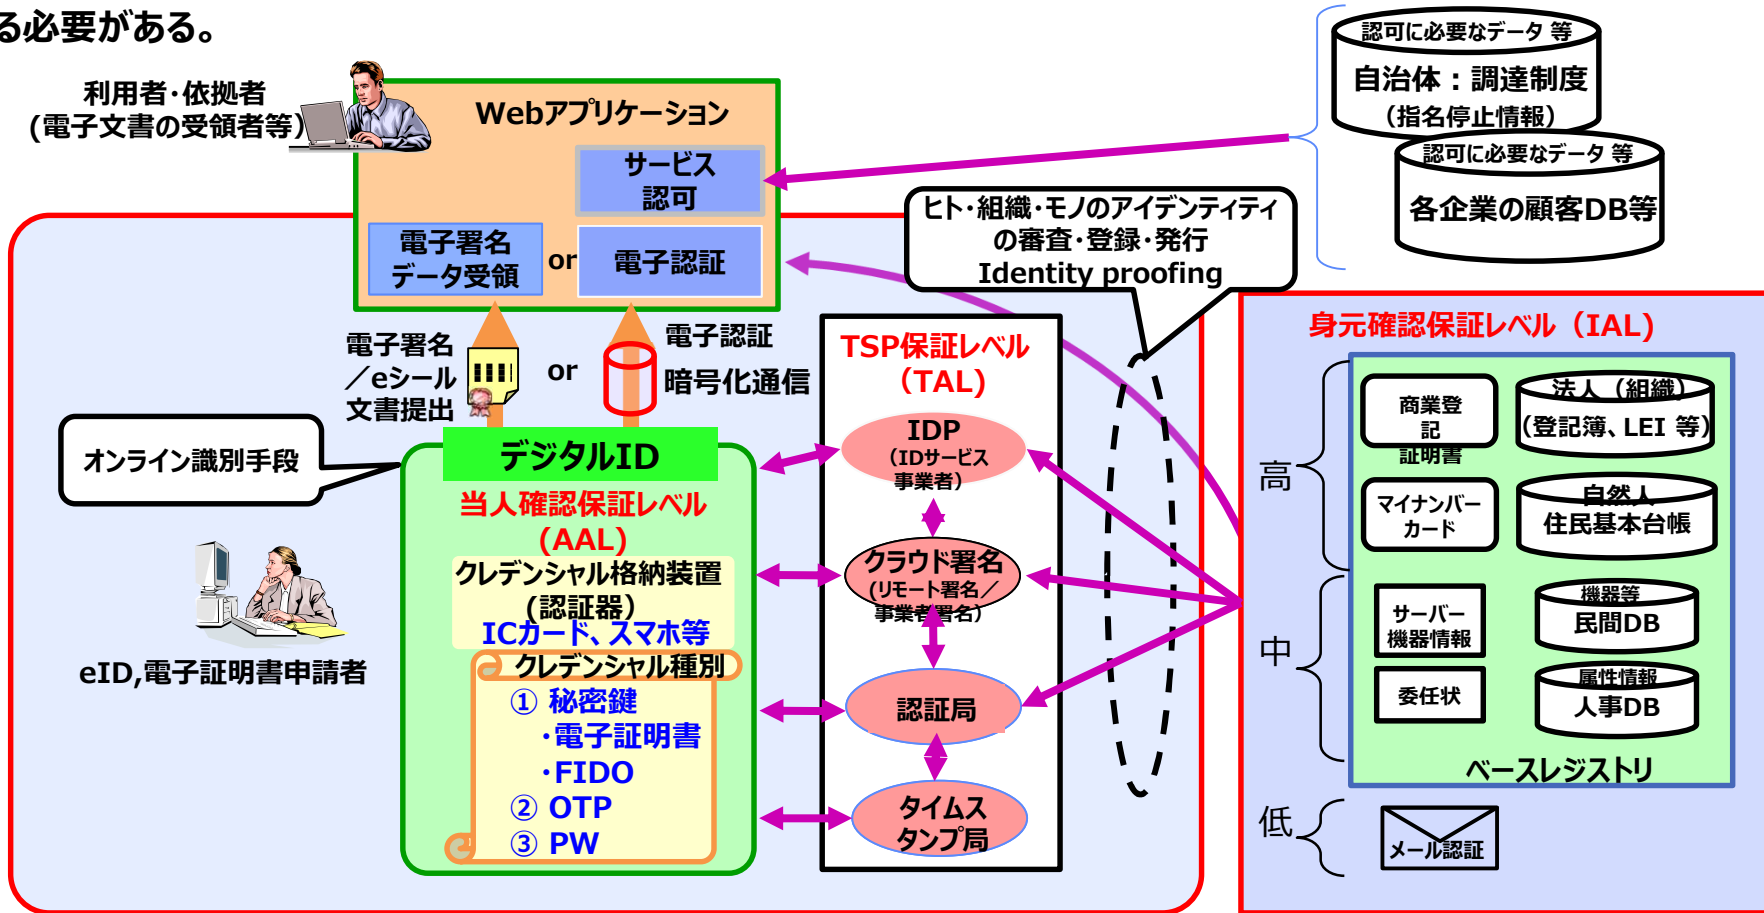 る必要がある。
利用者・依拠者
(電子文書の受領者等)
Webアプリケーション
サービス
認可
電子署名
データ受領
or
電子認証
認可に必要なデータ 等
自治体：調達制度
（指名停止情報）
認可に必要なデータ 等
各企業の顧客DB等
ヒト・組織・モノのアイデンティティ
の審査・登録・発行
Identity proofing
電子署名
／eシール
文書提出
or
電子認証
暗号化通信
オンライン識別手段
デジタルID
当人確認保証レベル
(AAL)
クレデンシャル格納装置
(認証器）
ICカード、スマホ等
クレデンシャル種別
① 秘密鍵
・電子証明書
・FIDO
② OTP
③ PW
eID,電子証明書申請者
TSP保証レベル
（TAL）
IDP
（IDサービス
事業者）
クラウド署名
(リモート署名／
事業者署名）
認証局
タイムス
タンプ局
身元確認保証レベル（IAL)
高
商業登
記
証明書
法人（組織）
(登記簿、LEI 等)
マイナンバー
カード
自然人
住民基本台帳
中
サーバー
機器情報
機器等
民間DB
委任状
属性情報
人事DB
ベースレジストリ
低
メール認証